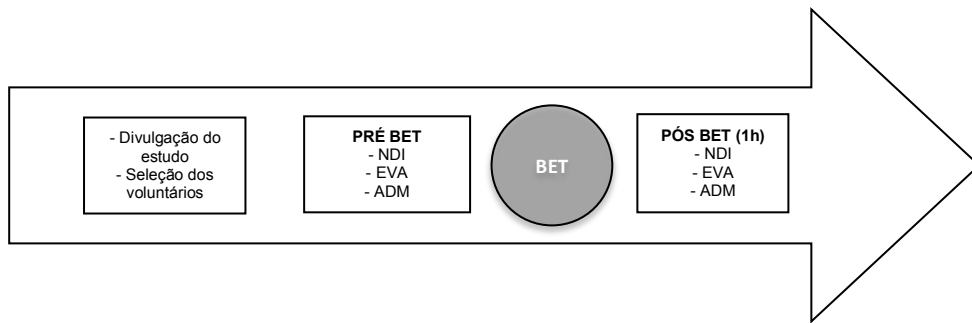 - Divulgação do
estudo
- Seleção dos
voluntários
PRÉ BET
- NDI
- EVA
- ADM
BET
PÓS BET (1h)
- NDI
- EVA
- ADM